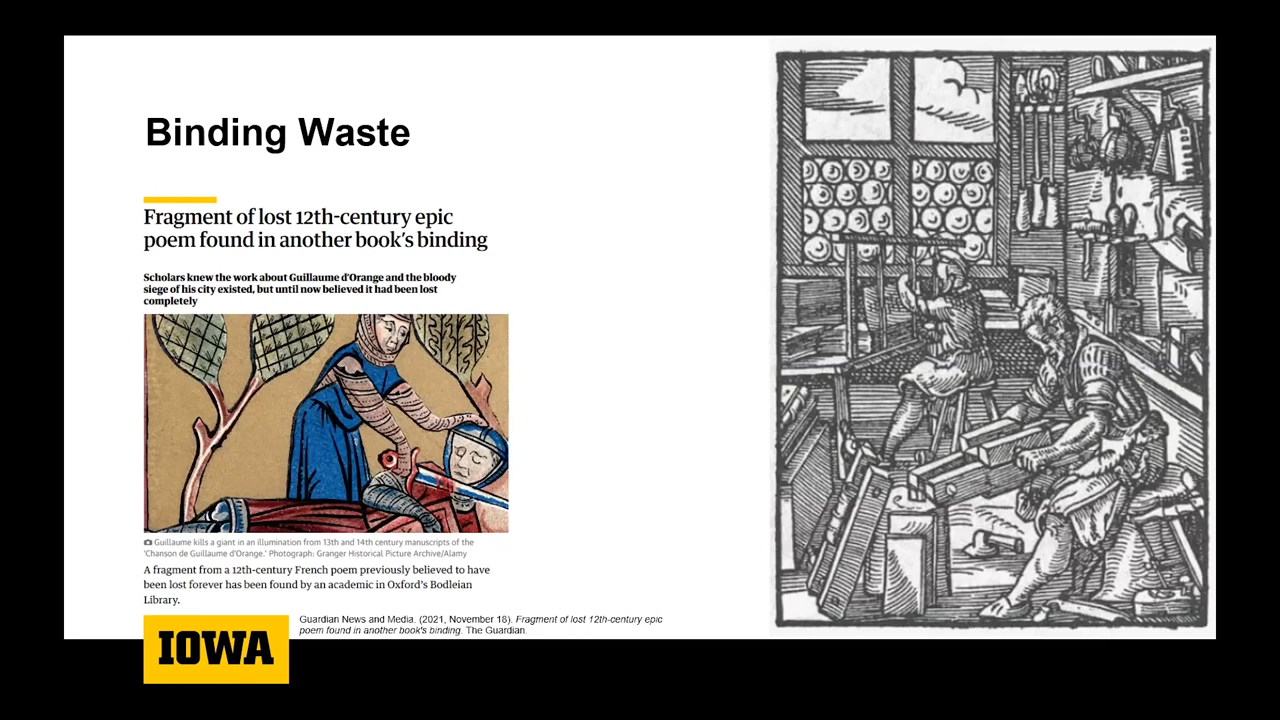 Binding Waste
Fragment of lost 12th-century epic
poem found in another book's binding
Scholars knew the work about Guillaume d'Orange and the bloody
siege of his city existed, but until now believed it had been lost
completely
Guillaume kills a giant in an illumination from 13th and 14th century manuscripts of the
'Chanson de Guillaume d'Orange.' Photograph: Granger Historical Picture Archive/Alamy
A fragment from a 12th-century French poem previously believed to have
been lost forever has been found by an academic in Oxford's Bodleian
Library.
Guardian News and Media. (2021, November 18). Fragment of lost 12th-century epic
poem found in another book's binding. The Guardian.
IOWA